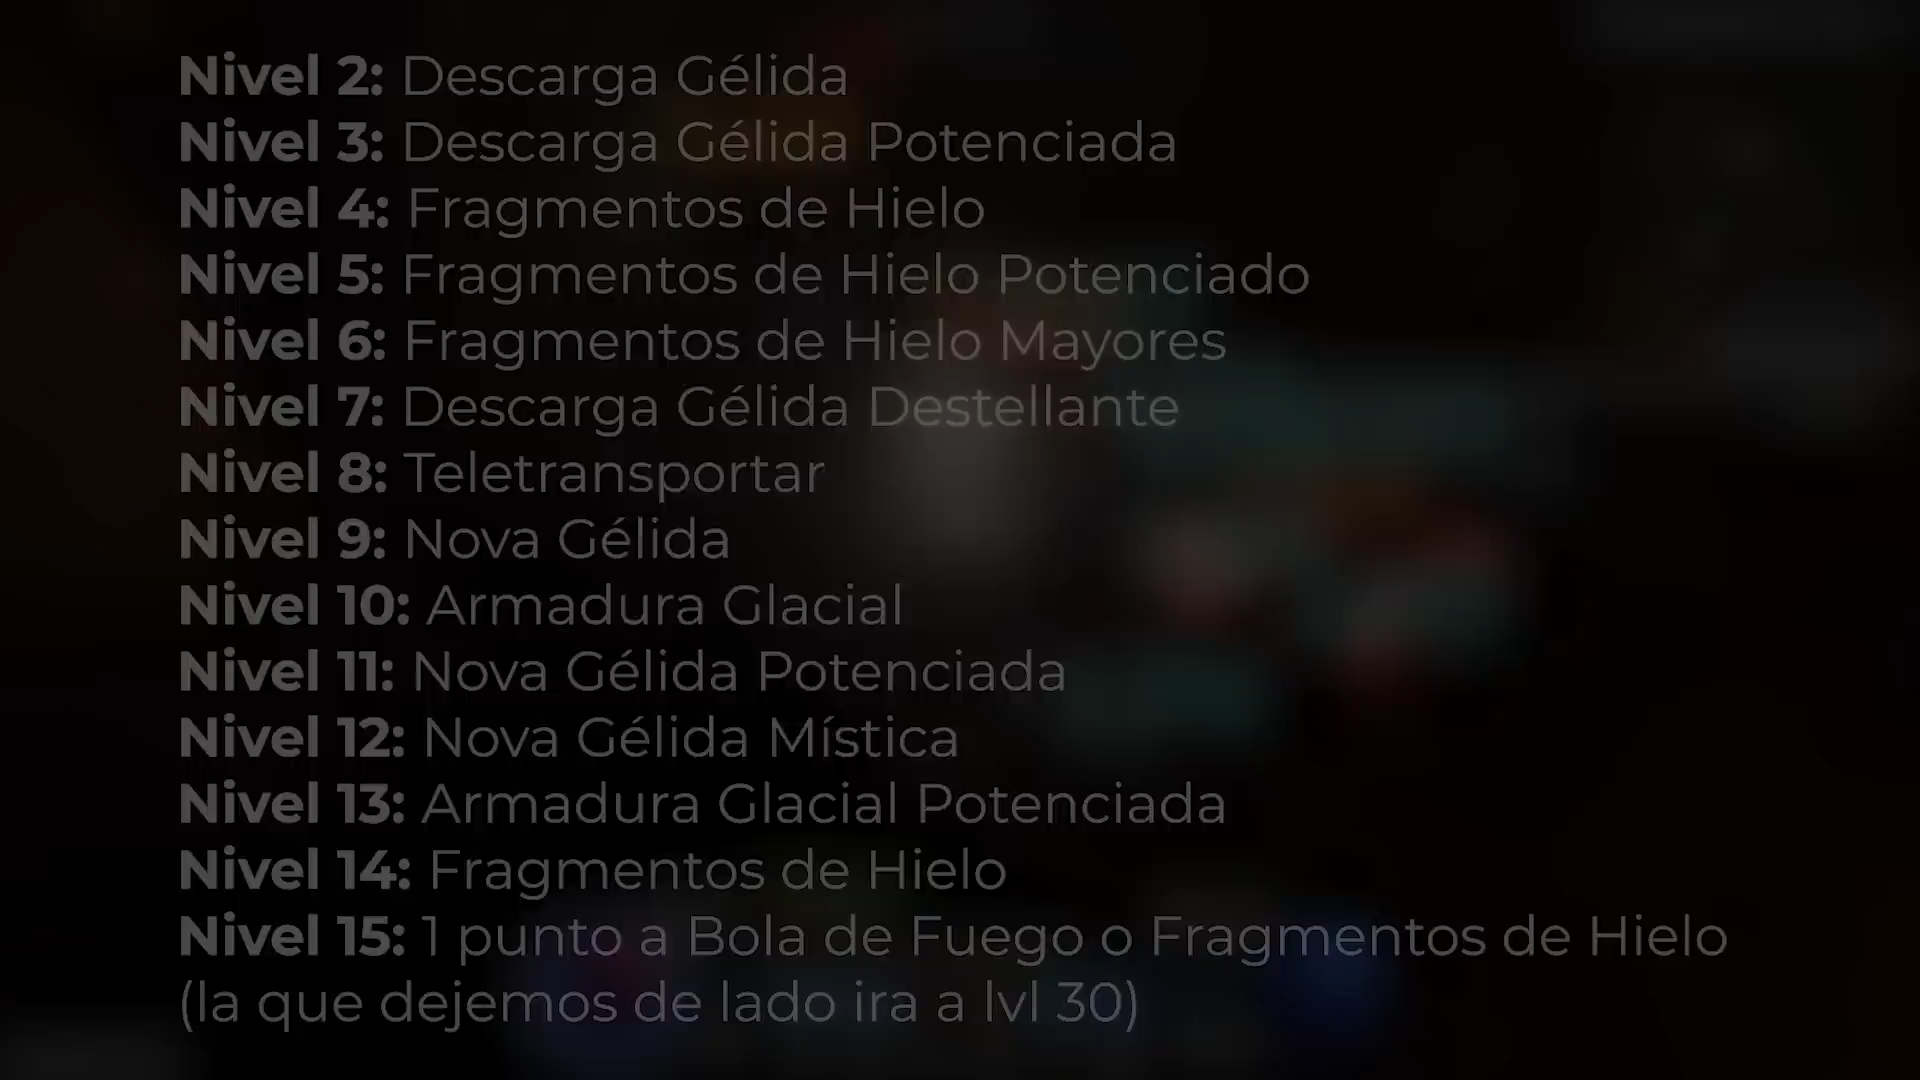 Nivel 2: Descarga Gélida
Nivel 3: Descarga Gélida Potenciada
Nivel 4: Fragmentos de Hielo
Nivel 5: Fragmentos de Hielo Potenciado
Nivel 6: Fragmentos de Hielo Mayores
Nivel 7: Descarga Gélida Destellante
Nivel 8: Teletransportar
Nivel 9: Nova Gélida
Nivel 10: Armadura Glacial
Nivel 11: Nova Gélida Potenciada
Nivel 12: Nova Gélida Mística
Nivel 13: Armadura Glacial Potenciada
Nivel 14: Fragmentos de Hielo
Nivel 15: 1 punto a Bola de Fuego o Fragmentos de Hielo
(la que dejemos de lado ira a lvl 30)